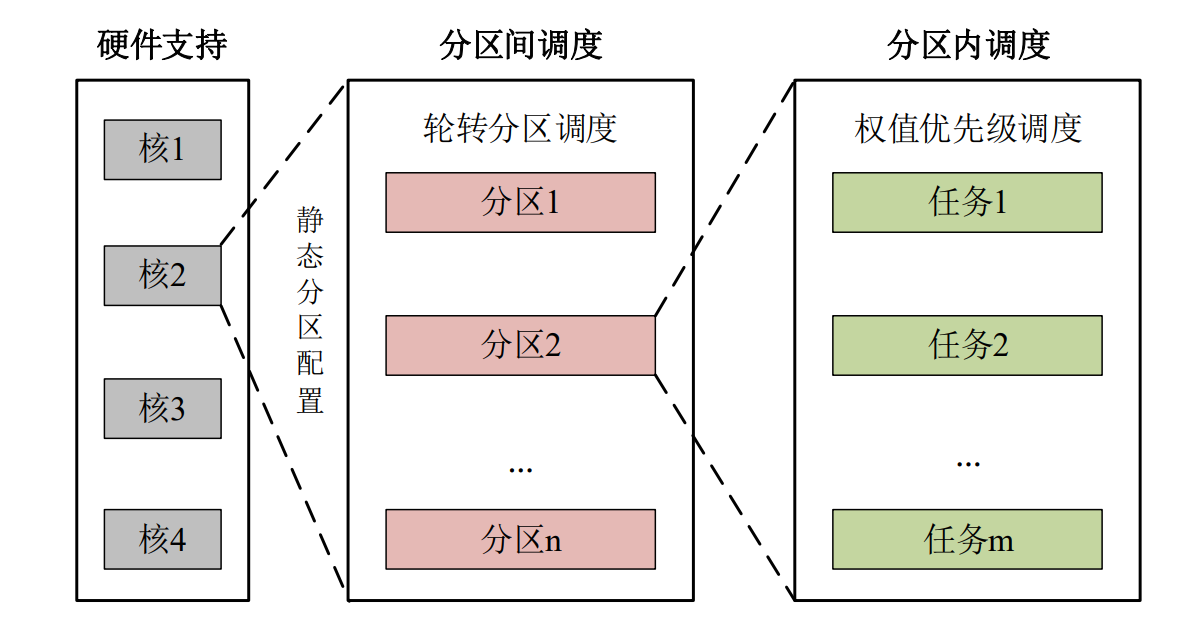 硬件支持
核1
核2
核3
核4
静态分区配置
分区间调度
轮转分区调度
分区1
分区2
...
分区n
分区内调度
权值优先级调度
任务1
任务2
...
任务m